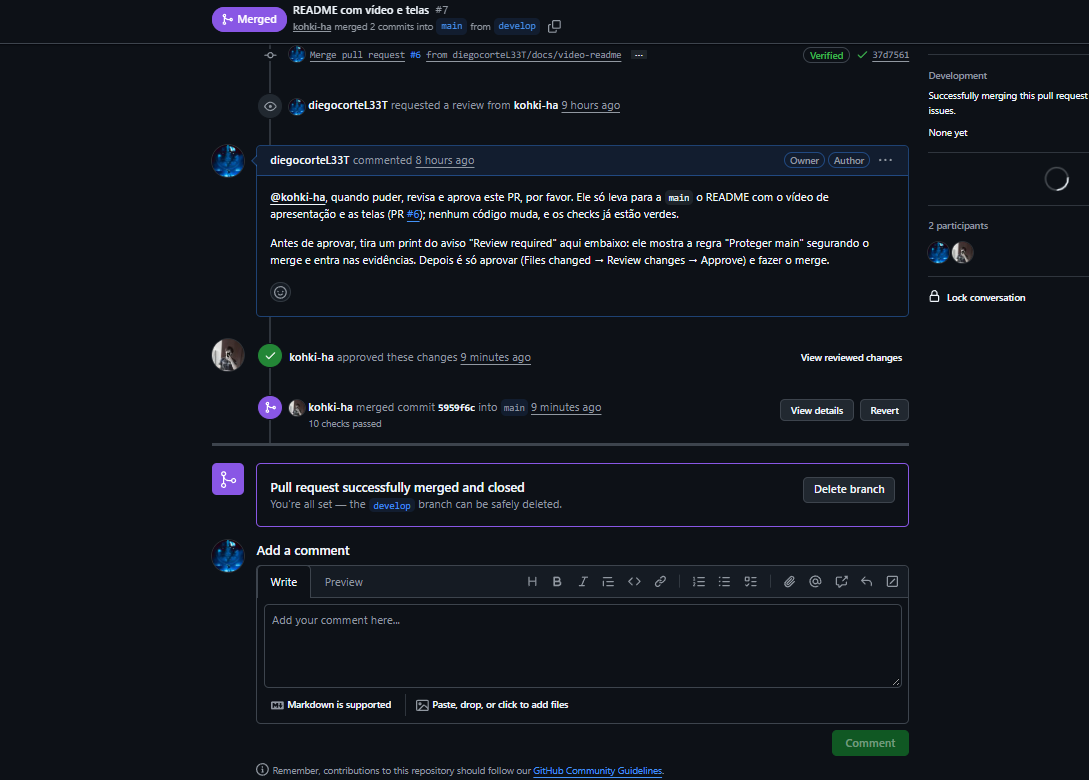 Merged
README com vídeo e telas #7
kohki-ha merged 2 commits into main from develop
Merge pull request #6 from diegocorteL33T/docs/video-readme ...
Verified
37d7561
diegocorteL33T requested a review from kohki-ha 9 hours ago
diegocorteL33T commented 8 hours ago
Owner
Author
@kohki-ha, quando puder, revisa e aprova este PR, por favor. Ele só leva para a main o README com o vídeo de
apresentação e as telas (PR #6); nenhum código muda, e os checks já estão verdes.
Antes de aprovar, tira um print do aviso "Review required" aqui embaixo: ele mostra a regra "Proteger main" segurando o
merge e entra nas evidências. Depois é só aprovar (Files changed → Review changes → Approve) e fazer o merge.
kohki-ha approved these changes 9 minutes ago
View reviewed changes
kohki-ha merged commit 5959f6c into main 9 minutes ago
10 checks passed
View details
Revert
Pull request successfully merged and closed
You're all set — the develop branch can be safely deleted.
Delete branch
Add a comment
Write
Preview
Add your comment here...
Markdown is supported
Paste, drop, or click to add files
Comment
Remember, contributions to this repository should follow our GitHub Community Guidelines.
Development
Successfully merging this pull request
issues.
None yet
2 participants
Lock conversation